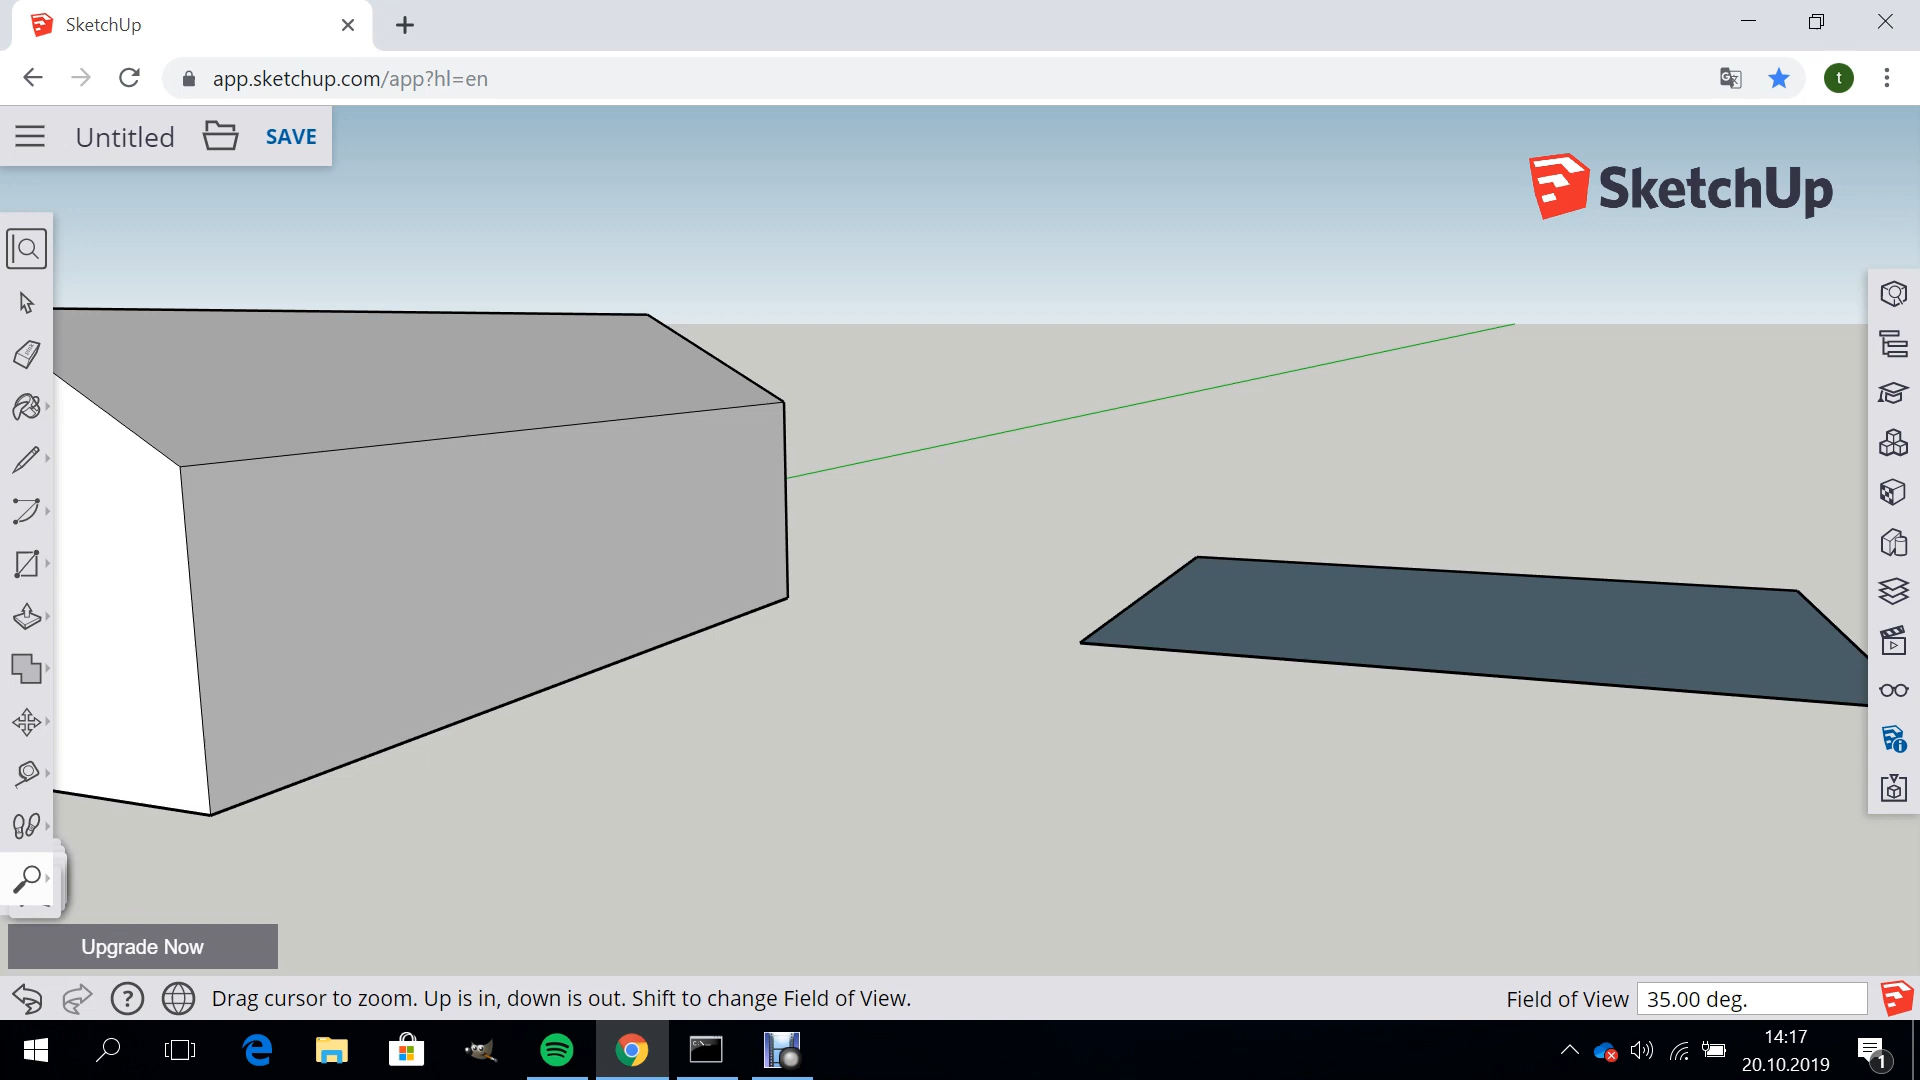 SketchUp
app.sketchup.com/app?hl=en
t
Untitled
SAVE
SketchUp
Upgrade Now
Drag cursor to zoom. Up is in, down is out. Shift to change Field of View.
Field of View
35.00 deg.
14:17
20.10.2019
1